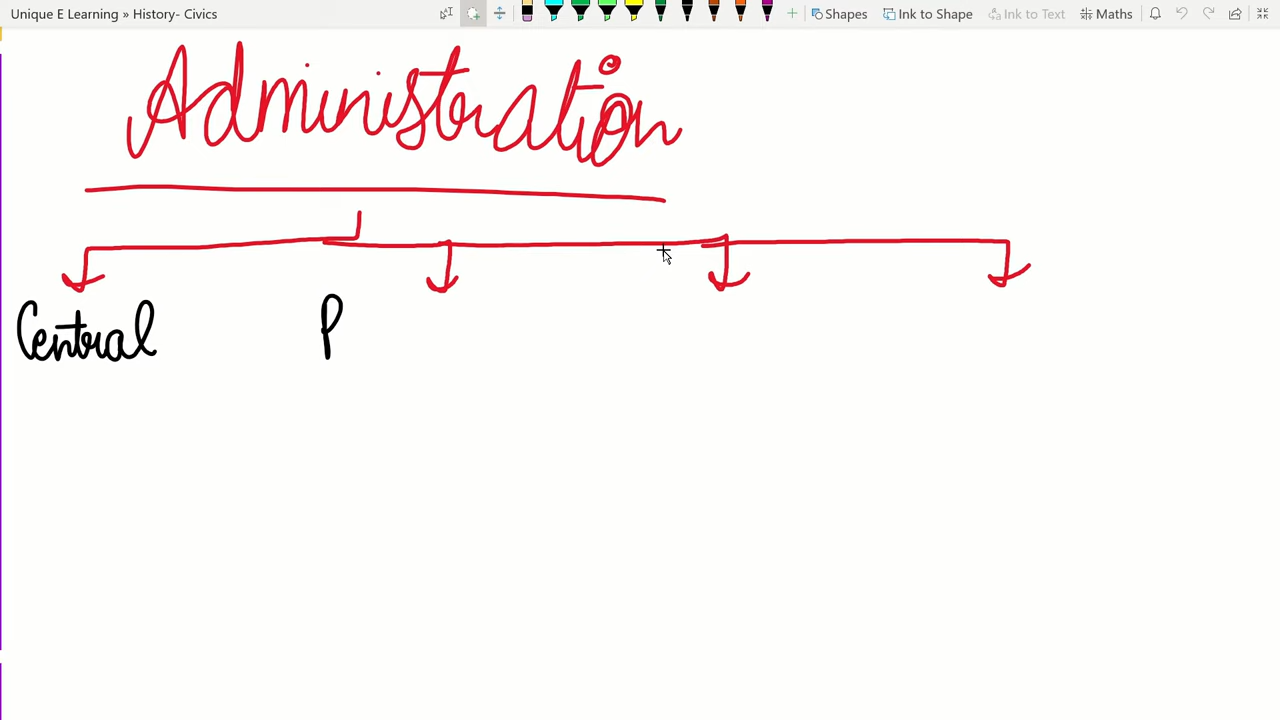 Unique E Learning » History- Civics
Shapes Ink to Shape Ink to Text Maths
Administration
Central P